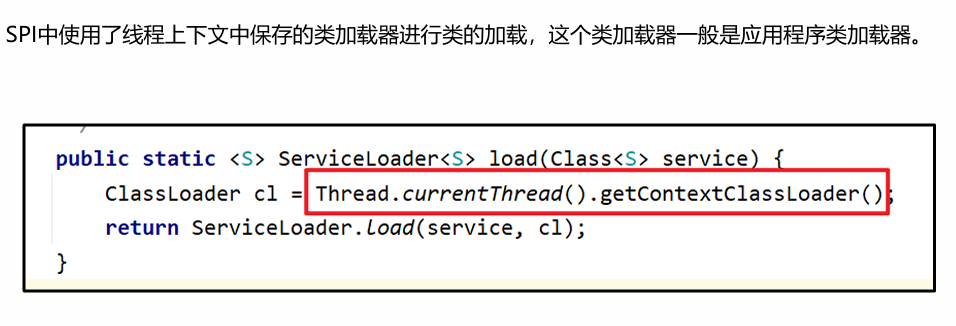 SPI中使用了线程上下文中保存的类加载器进行类的加载，这个类加载器一般是应用程序类加载器。
public static <S> ServiceLoader<S> load(Class<S> service) {
ClassLoader cl = Thread.currentThread().getContextClassLoader();
return ServiceLoader.load(service, cl);
}